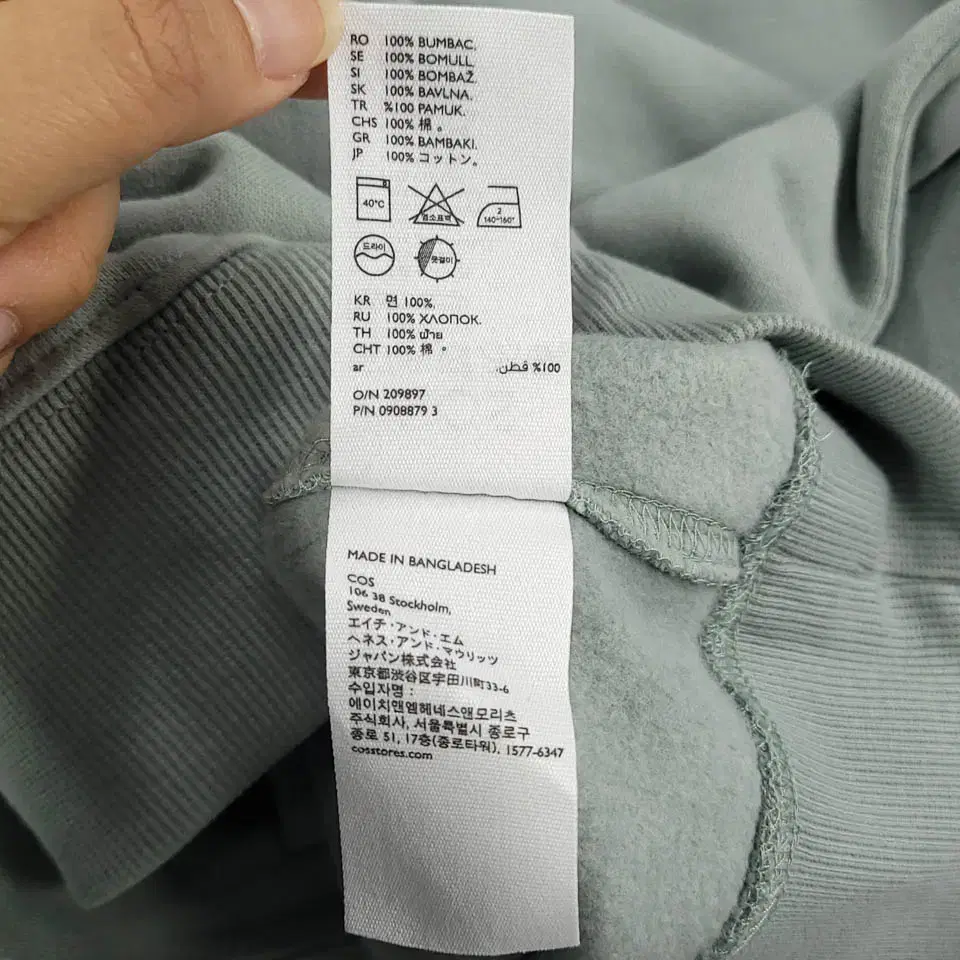 RO 100% BUMBAC.
SE 100% BOMULL.
SI 100% BOMBAŽ.
SK 100% BAVLNA.
TR %100 PAMUK.
CHS 100% 棉。
GR 100% BAMBAKI.
JP 100% コットン。
40°C
염소표백
2
140~160°
드라이
옷걸이
KR 면 100%.
RU 100% ХЛОПОК.
TH 100% ฝ้าย
CHT 100% 棉。
ar 100% قطن.
O/N 209897
P/N 0908879 3
MADE IN BANGLADESH
COS
106 38 Stockholm,
Sweden
エイチ・アンド・エム
ヘネス・アンド・マウリッツ
ジャパン株式会社
東京都渋谷区宇田川町33-6
수입자명 :
에이치앤엠헤네스앤모리츠
주식회사, 서울특별시 종로구
종로 51, 17층(종로타워), 1577-6347
cosstores.com